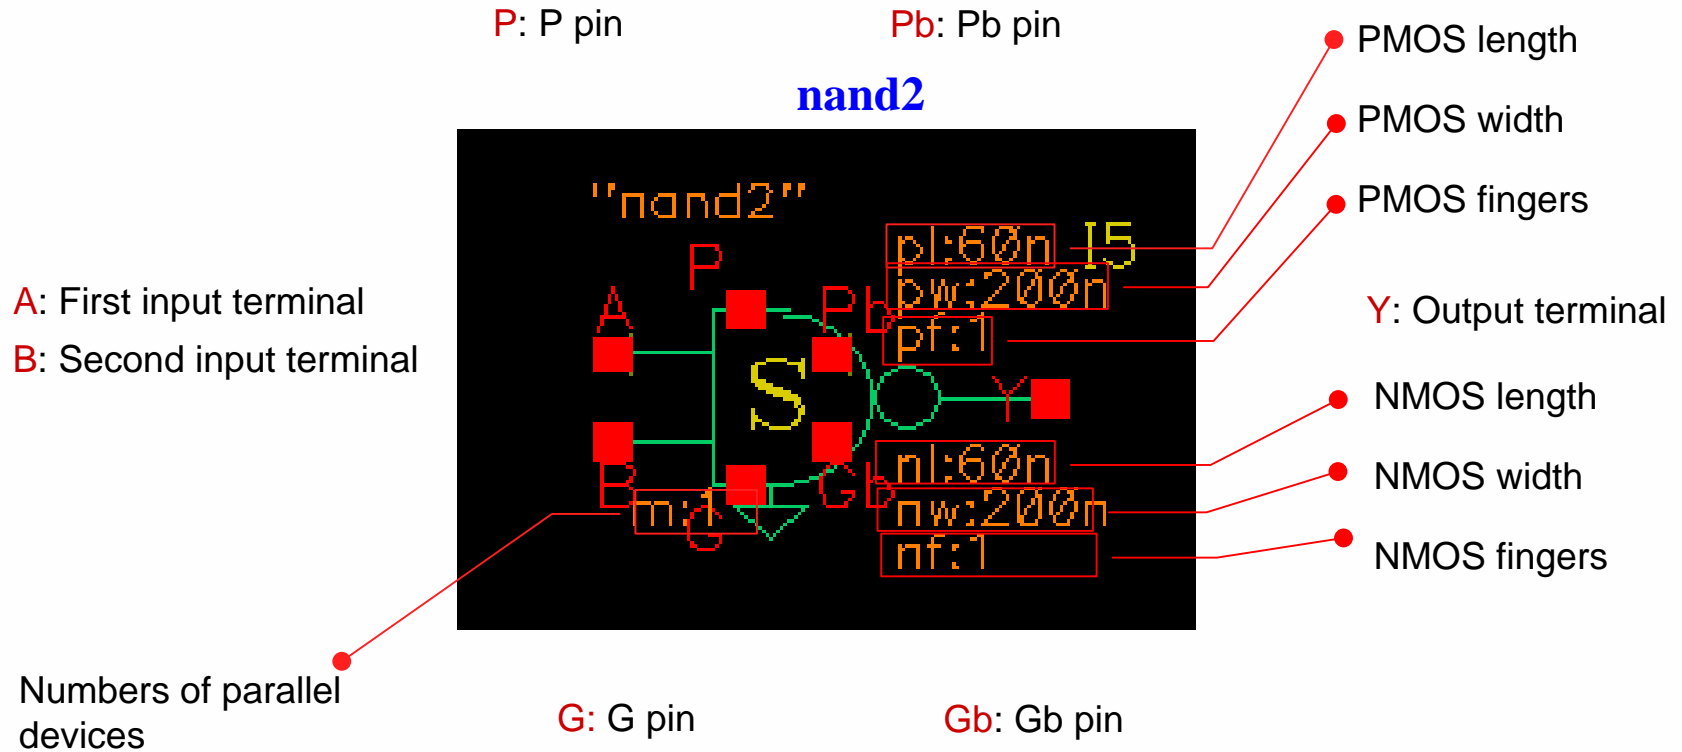 P: P pin
Pb: Pb pin
PMOS length
nand2
PMOS width
PMOS fingers
"nand2"
pl:60n
I5
P
pw:200n
A
Pb
pf:1
A: First input terminal
B: Second input terminal
Y: Output terminal
S
Y
NMOS length
nl:60n
B
Gb
NMOS width
m:1
nw:200n
G
nf:1
NMOS fingers
Numbers of parallel
devices
G: G pin
Gb: Gb pin